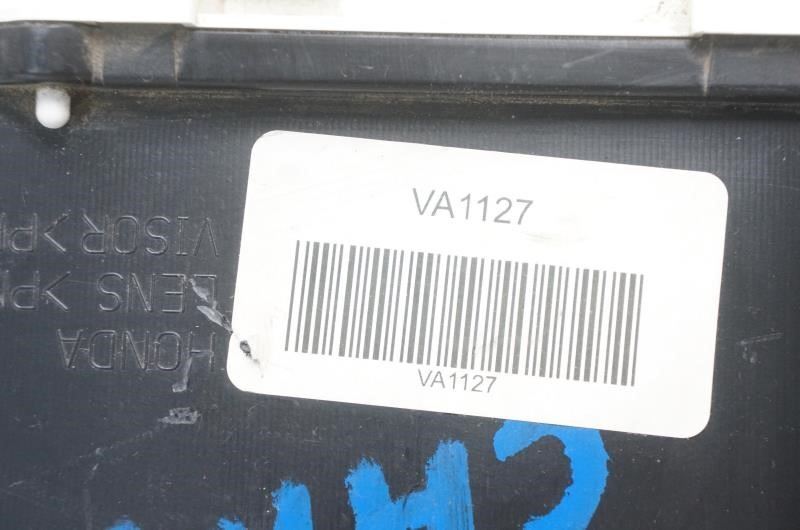 VA1127
VA1127
VISOR >P
LENS >P
HONDA